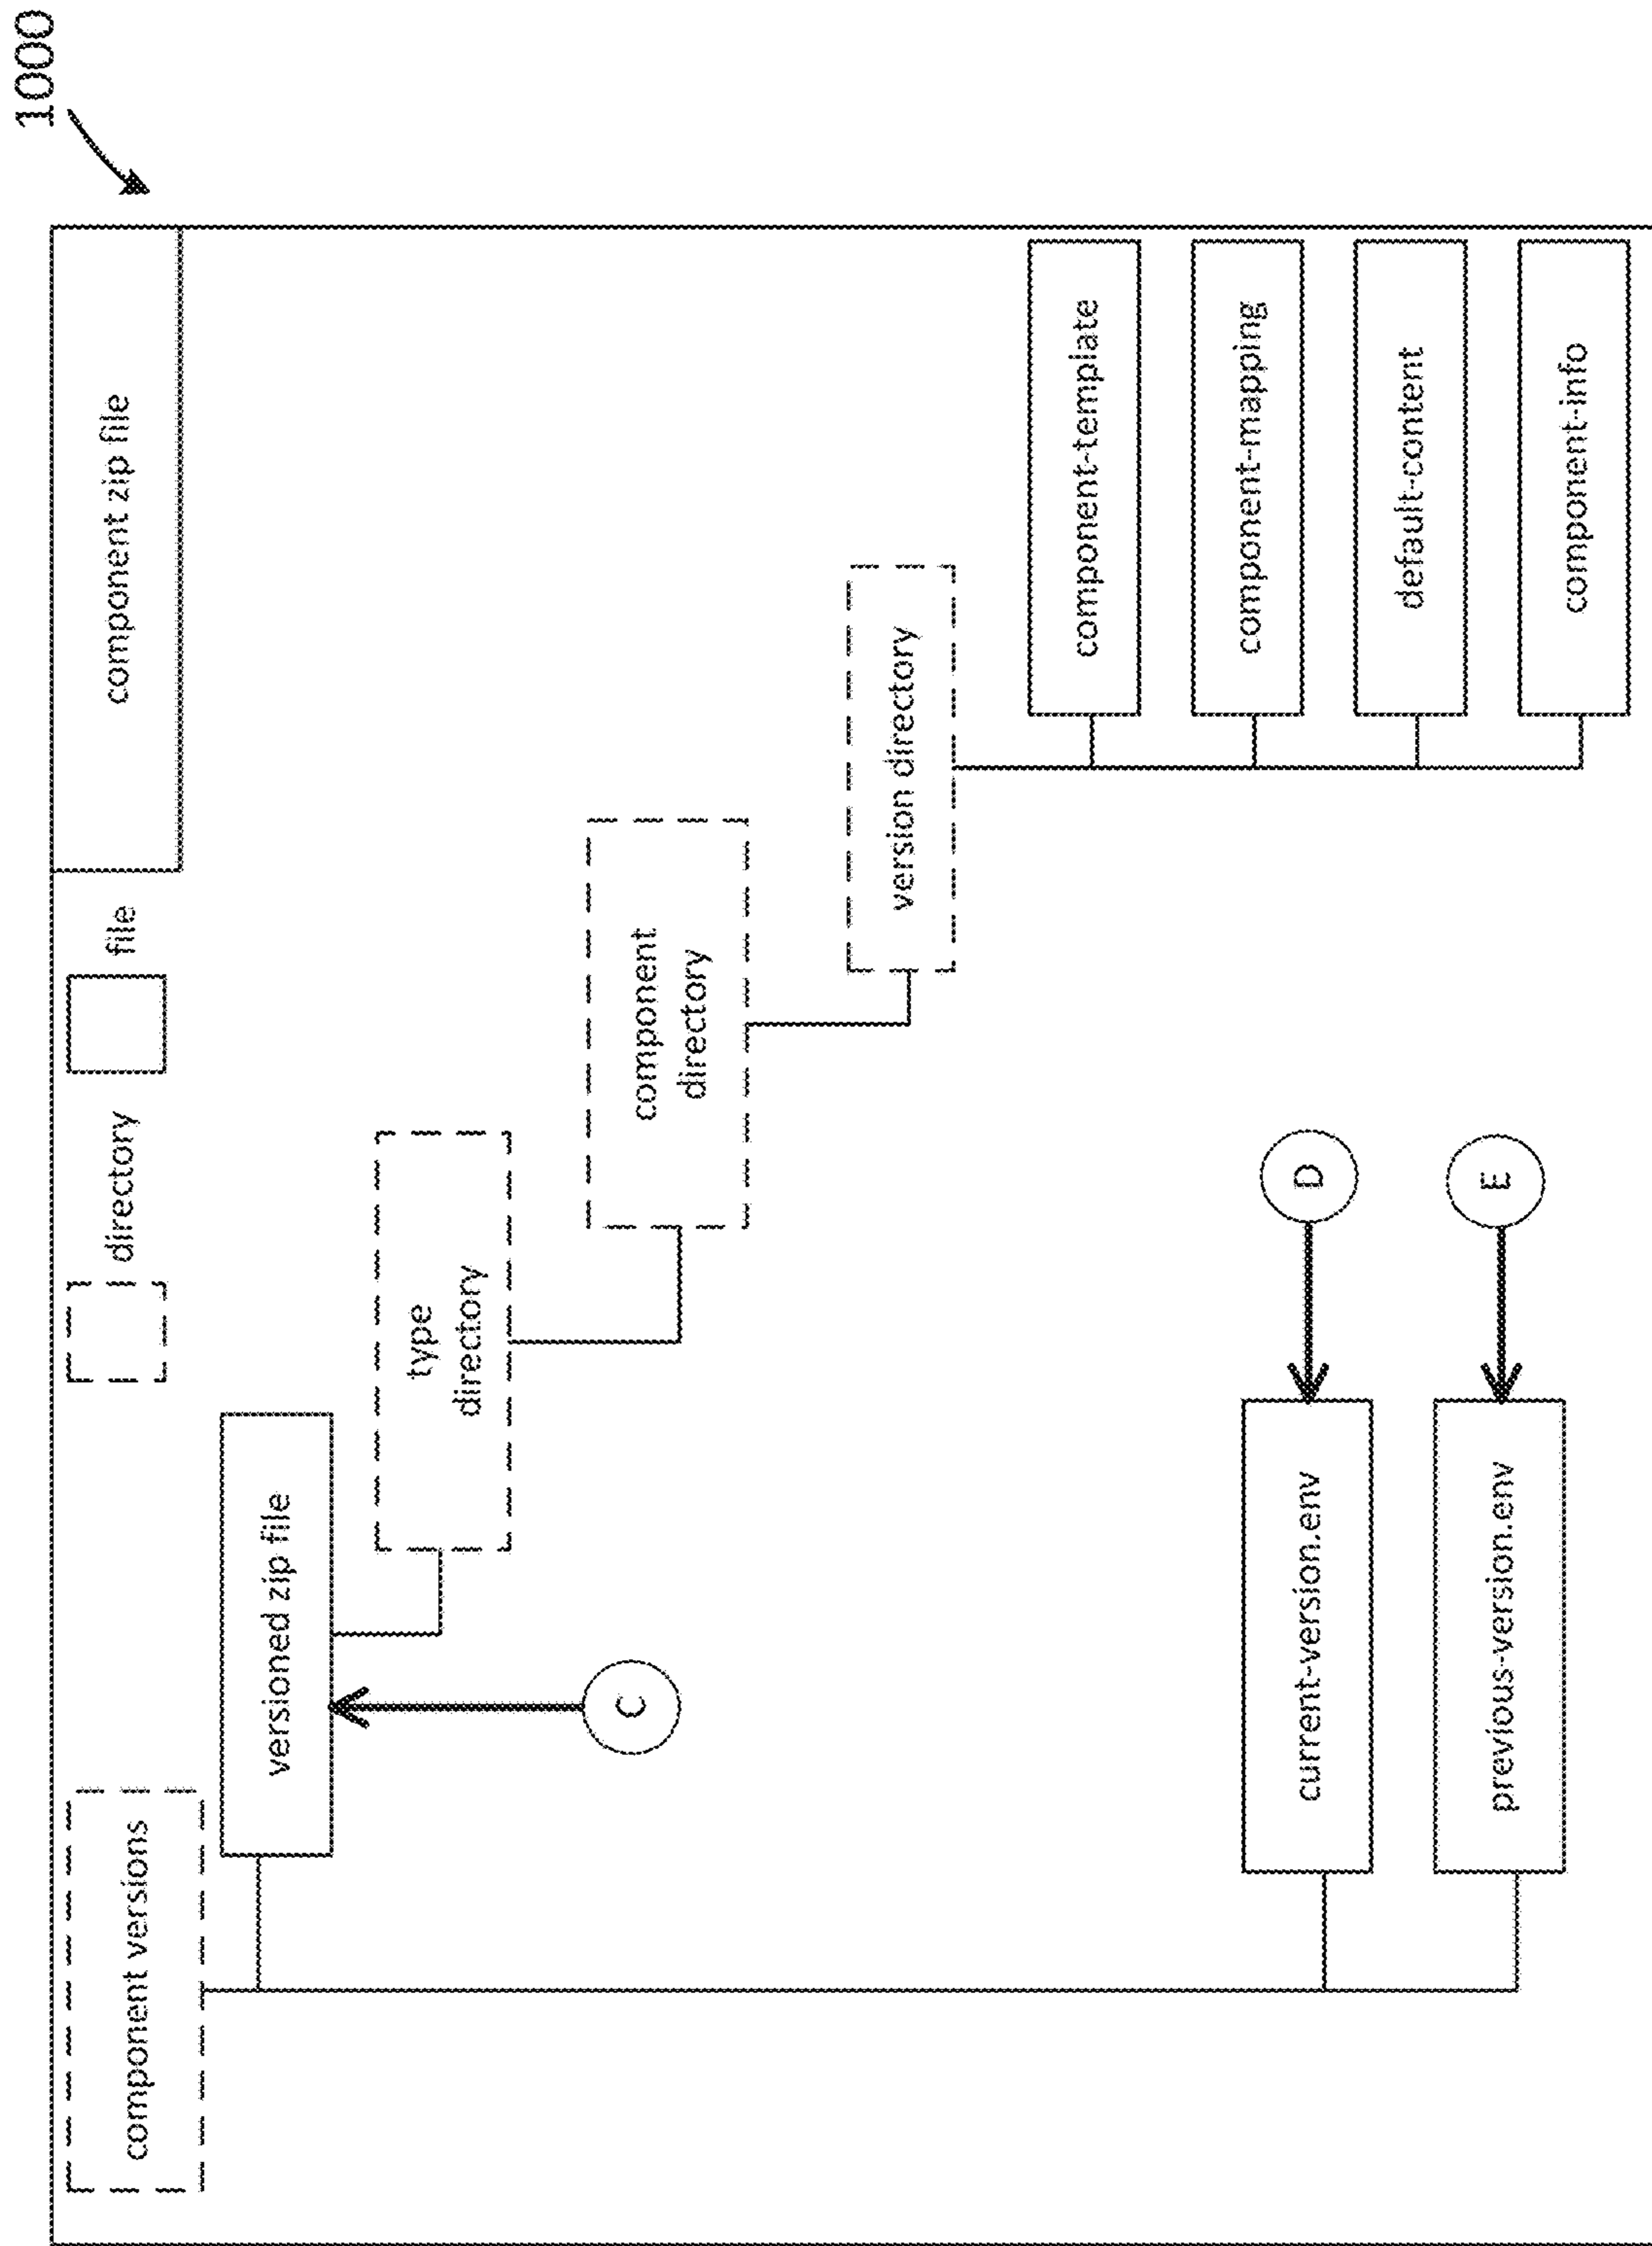 1000
component versions
directory
file
component zip file
versioned zip file
type
directory
C
component
directory
version directory
component-template
component-mapping
default-content
component-info
current-version.env
D
previous-version.env
E